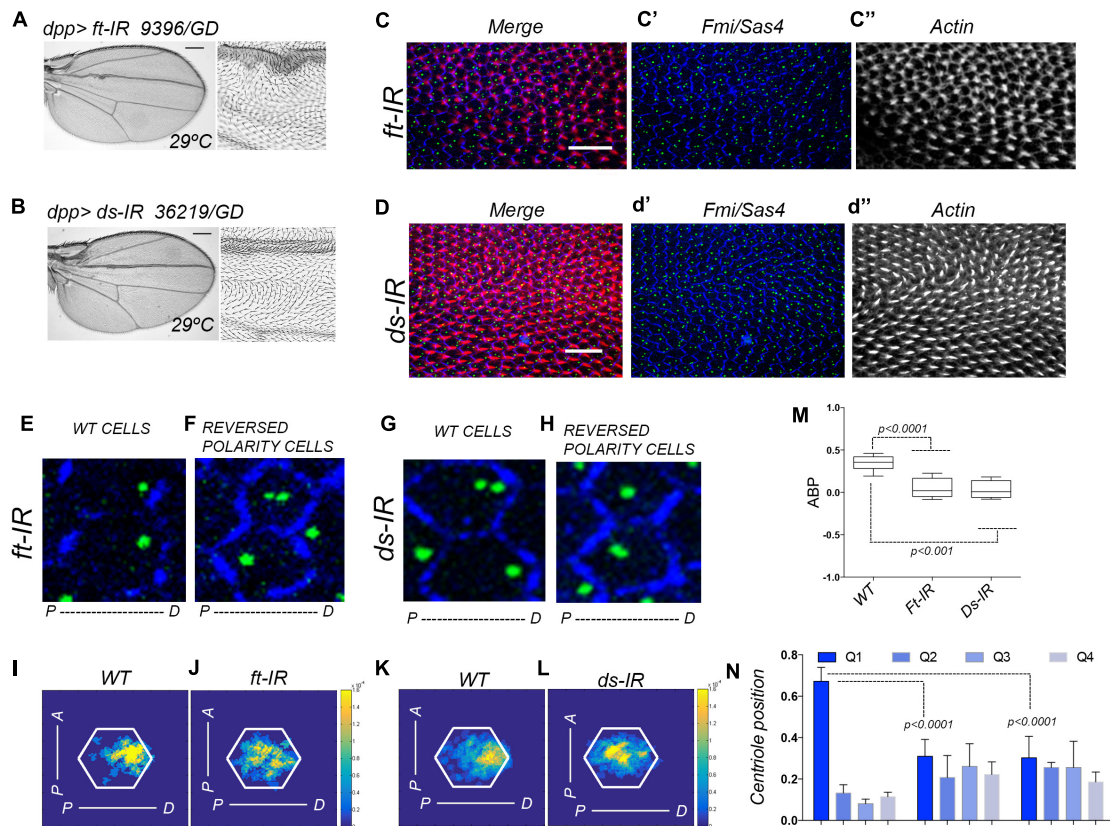 A
dpp> ft-IR 9396/GD
29ºC
B
dpp> ds-IR 36219/GD
29ºC
C
Merge
C'
Fmi/Sas4
C''
Actin
ft-IR
D
Merge
d'
Fmi/Sas4
d''
Actin
ds-IR
E
WT CELLS
F
REVERSED
POLARITY CELLS
ft-IR
P ---------------------- D
P ---------------------- D
G
WT CELLS
H
REVERSED
POLARITY CELLS
ds-IR
P ---------------------- D
P ---------------------- D
M
1.0
0.5
0.0
-0.5
-1.0
ABP
p<0.0001
p<0.001
WT
Ft-IR
Ds-IR
I
WT
J
ft-IR
A
P
P
D
K
WT
L
ds-IR
A
P
P
D
N
Q1
Q2
Q3
Q4
0.8
0.6
0.4
0.2
0.0
Centriole position
p<0.0001
p<0.0001